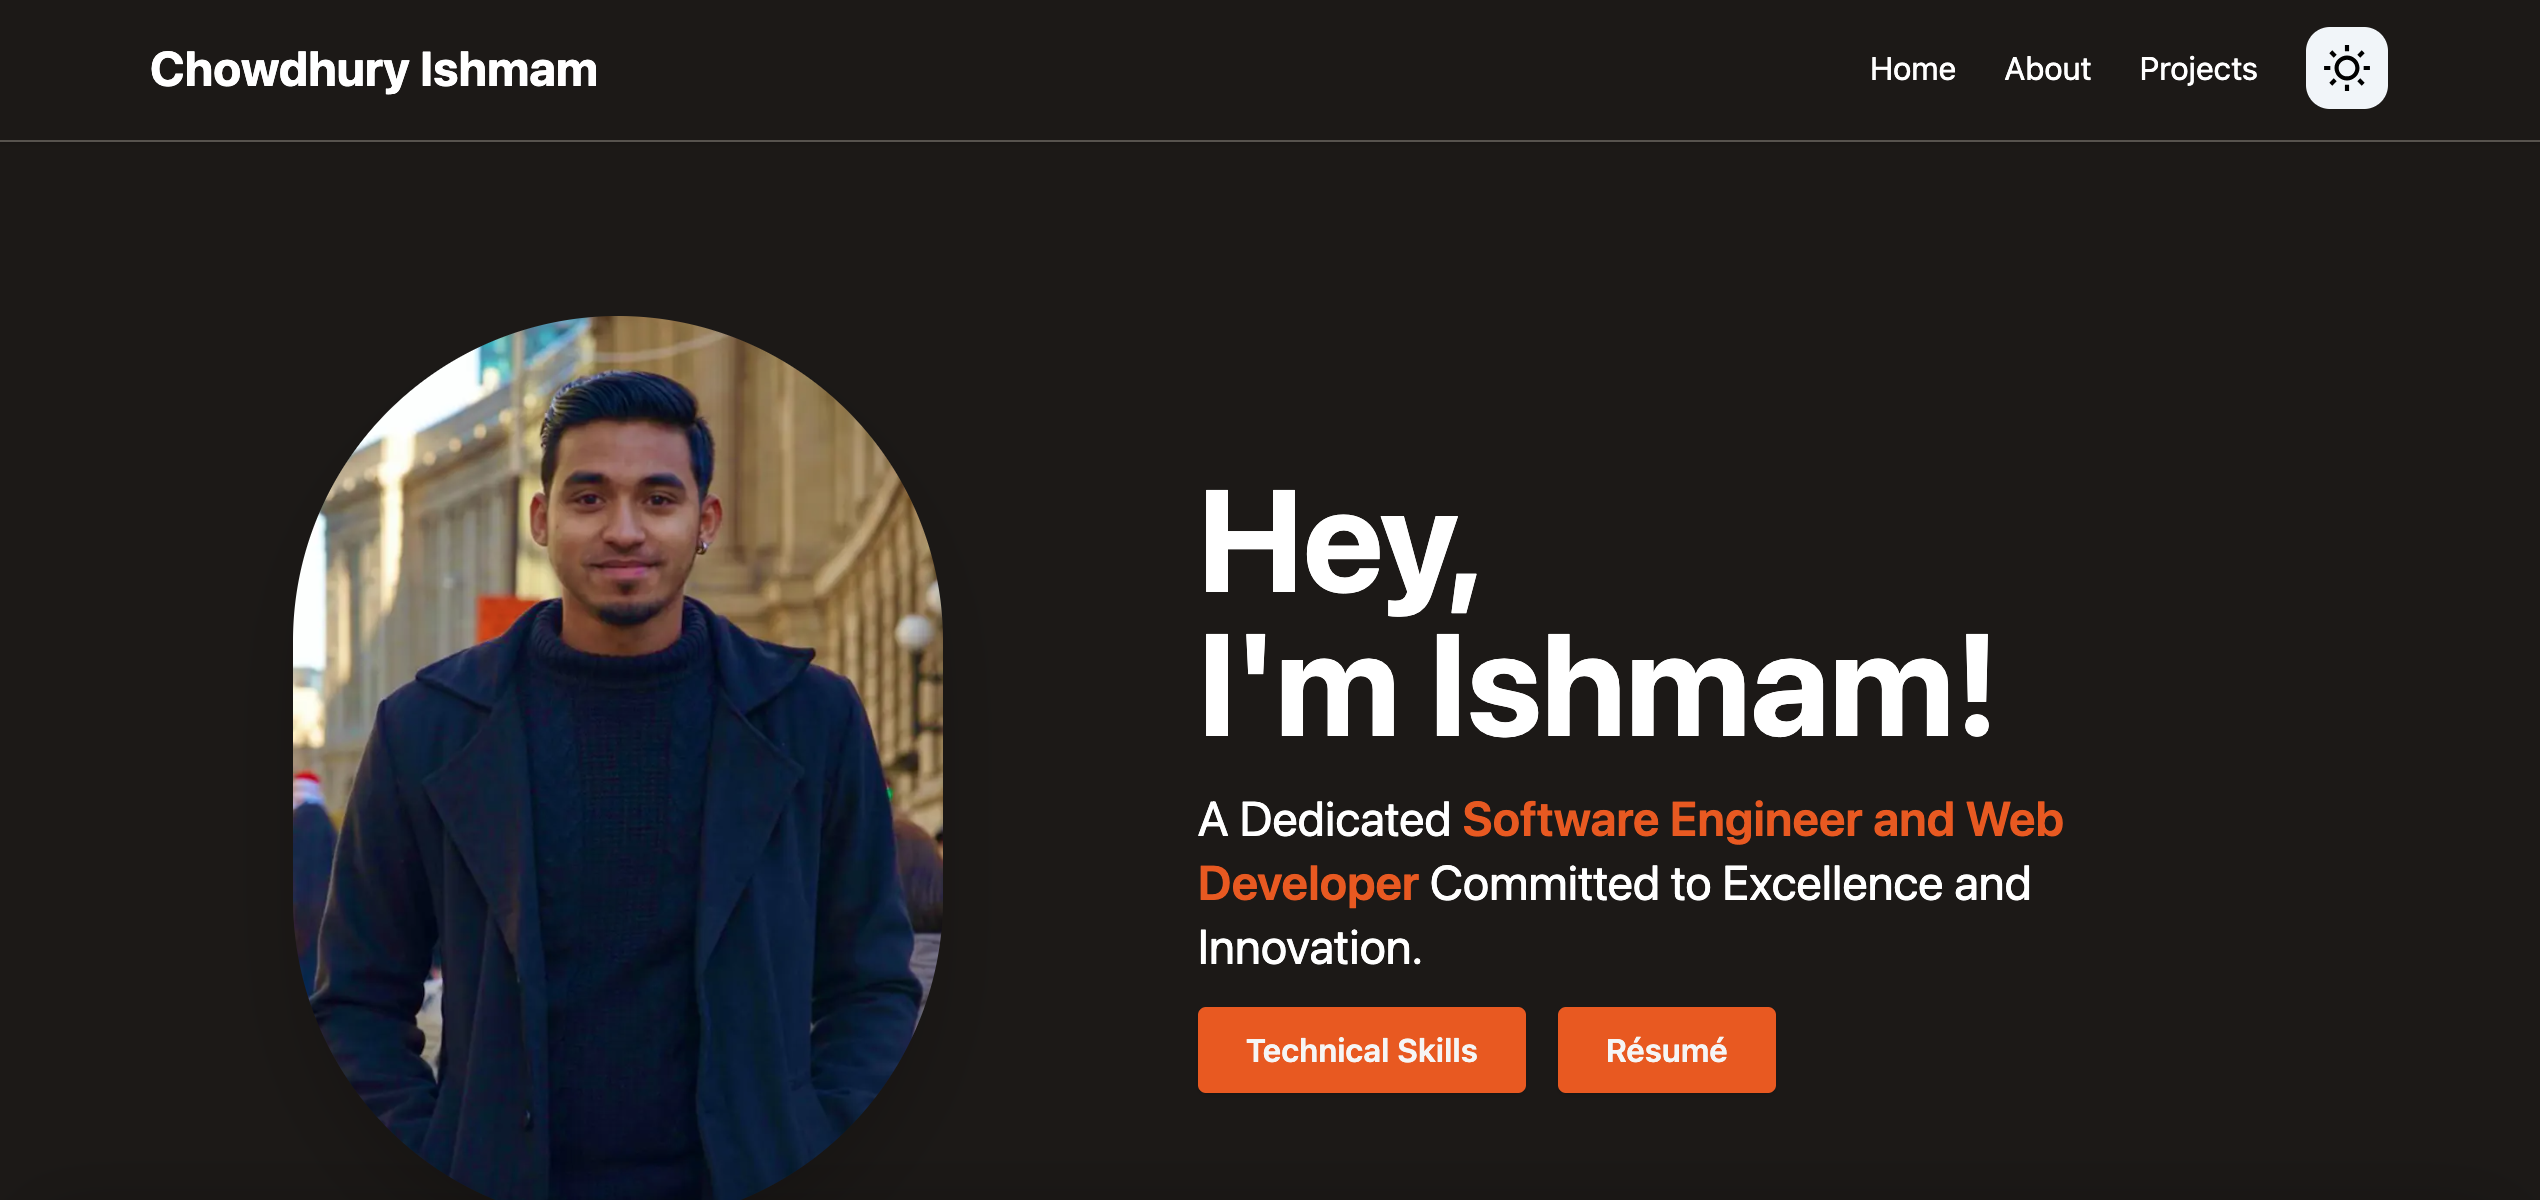 Chowdhury Ishmam
Home
About
Projects
Hey,
I'm Ishmam!
A Dedicated Software Engineer and Web
Developer Committed to Excellence and
Innovation.
Technical Skills
Résumé